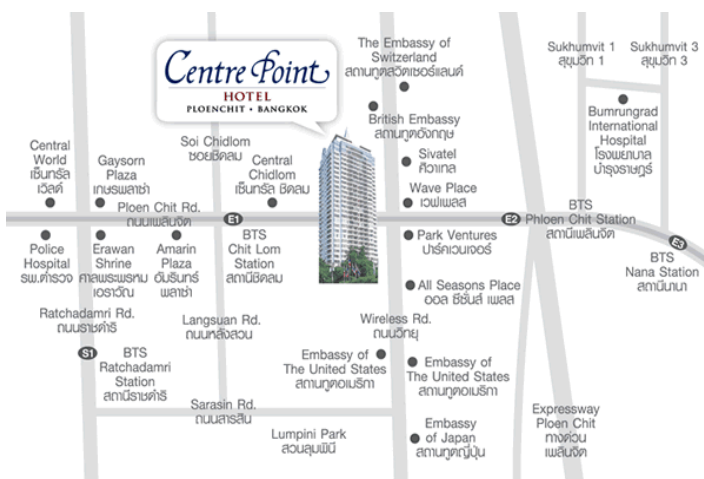 Centre Point
HOTEL
PLOENCHIT • BANGKOK
The Embassy of
Switzerland
สถานทูตสวิตเซอร์แลนด์
Sukhumvit 1
สุขุมวิท 1
Sukhumvit 3
สุขุมวิท 3
British Embassy
สถานทูตอังกฤษ
Bumrungrad
International
Hospital
โรงพยาบาล
บำรุงราษฎร์
Central
World
เซ็นทรัล
เวิลด์
Gaysorn
Plaza
เกษรพลาซ่า
Soi Chidlom
ซอยชิดลม
Central
Chidlom
เซ็นทรัล ชิดลม
Sivatel
ศิวาเทล
Wave Place
เวฟเพลส
Ploen Chit Rd.
ถนนเพลินจิต
E1
E2
BTS
Phloen Chit Station
สถานีเพลินจิต
E3
BTS
Nana Station
สถานีนานา
Police
Hospital
รพ.ตำรวจ
Erawan
Shrine
ศาลพระพรหม
เอราวัณ
Amarin
Plaza
อัมรินทร์
พลาซ่า
BTS
Chit Lom
Station
สถานีชิดลม
Park Ventures
ปาร์คเวนเจอร์
All Seasons Place
ออล ซีซั่นส์ เพลส
Ratchadamri Rd.
ถนนราชดำริ
Langsuan Rd.
ถนนหลังสวน
Wireless Rd.
ถนนวิทยุ
S1
BTS
Ratchadamri
Station
สถานีราชดำริ
Embassy of
The United States
สถานทูตอเมริกา
Embassy of
The United States
สถานทูตอเมริกา
Sarasin Rd.
ถนนสารสิน
Lumpini Park
สวนลุมพินี
Embassy
of Japan
สถานทูตญี่ปุ่น
Expressway
Ploen Chit
ทางด่วน
เพลินจิต